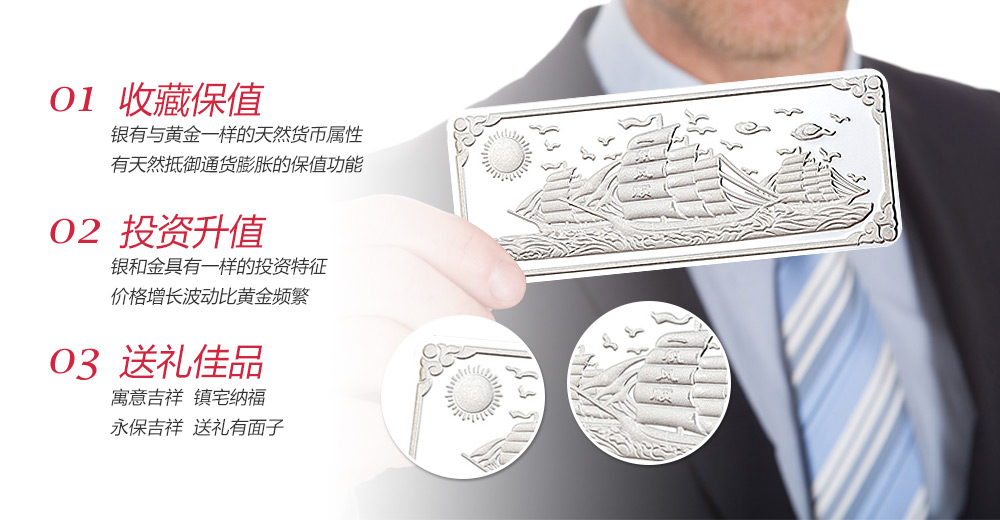 01 收藏保值
银有与黄金一样的天然货币属性
有天然抵御通货膨胀的保值功能
02 投资升值
银和金具有一样的投资特征
价格增长波动比黄金频繁
03 送礼佳品
寓意吉祥 镇宅纳福
永保吉祥 送礼有面子